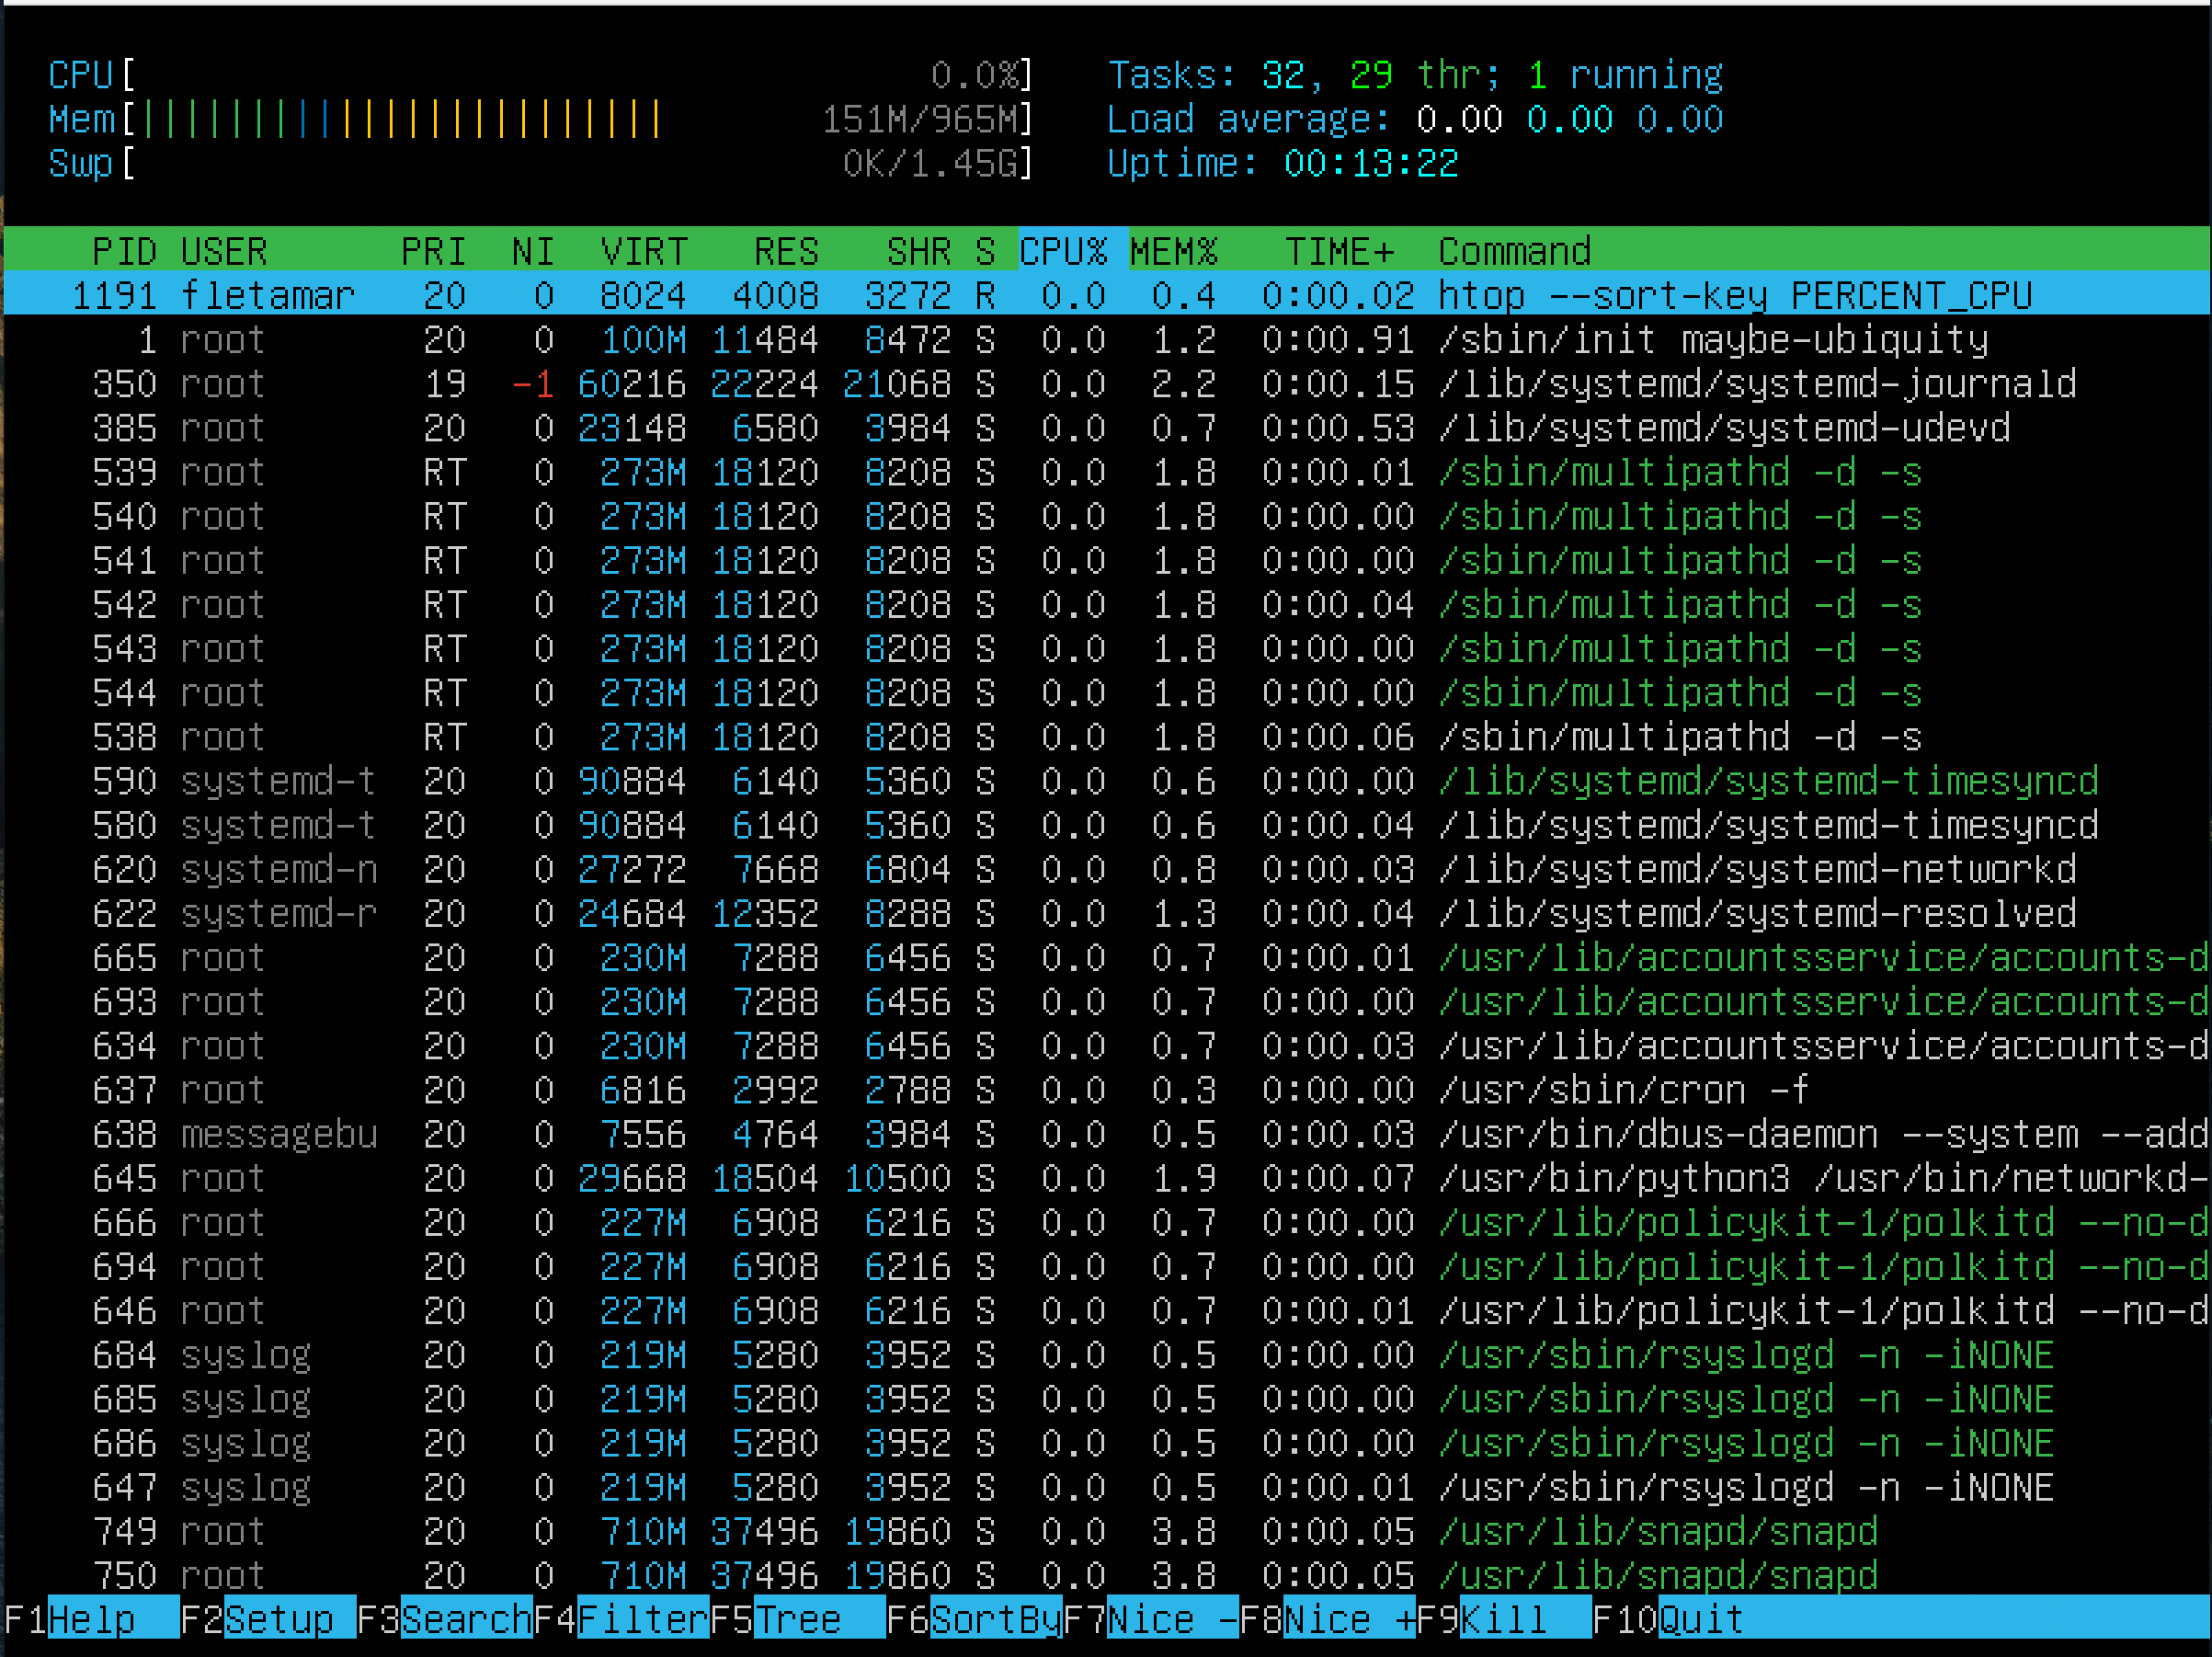 CPU[ 0.0%] Tasks: 32, 29 thr; 1 running
Mem[||||||||||||||||||||||||151M/965M] Load average: 0.00 0.00 0.00
Swp[ 0K/1.45G] Uptime: 00:13:22
PID USER PRI NI VIRT RES SHR S CPU% MEM% TIME+ Command
1191 fletamar 20 0 8024 4008 3272 R 0.0 0.4 0:00.02 htop --sort-key PERCENT_CPU
1 root 20 0 100M 11484 8472 S 0.0 1.2 0:00.91 /sbin/init maybe-ubiquity
350 root 19 -1 60216 22224 21068 S 0.0 2.2 0:00.15 /lib/systemd/systemd-journald
385 root 20 0 23148 6580 3984 S 0.0 0.7 0:00.53 /lib/systemd/systemd-udevd
539 root RT 0 273M 18120 8208 S 0.0 1.8 0:00.01 /sbin/multipathd -d -s
540 root RT 0 273M 18120 8208 S 0.0 1.8 0:00.00 /sbin/multipathd -d -s
541 root RT 0 273M 18120 8208 S 0.0 1.8 0:00.00 /sbin/multipathd -d -s
542 root RT 0 273M 18120 8208 S 0.0 1.8 0:00.04 /sbin/multipathd -d -s
543 root RT 0 273M 18120 8208 S 0.0 1.8 0:00.00 /sbin/multipathd -d -s
544 root RT 0 273M 18120 8208 S 0.0 1.8 0:00.00 /sbin/multipathd -d -s
538 root RT 0 273M 18120 8208 S 0.0 1.8 0:00.06 /sbin/multipathd -d -s
590 systemd-t 20 0 90884 6140 5360 S 0.0 0.6 0:00.00 /lib/systemd/systemd-timesyncd
580 systemd-t 20 0 90884 6140 5360 S 0.0 0.6 0:00.04 /lib/systemd/systemd-timesyncd
620 systemd-n 20 0 27272 7668 6804 S 0.0 0.8 0:00.03 /lib/systemd/systemd-networkd
622 systemd-r 20 0 24684 12352 8288 S 0.0 1.3 0:00.04 /lib/systemd/systemd-resolved
665 root 20 0 230M 7288 6456 S 0.0 0.7 0:00.01 /usr/lib/accountsservice/accounts-d
693 root 20 0 230M 7288 6456 S 0.0 0.7 0:00.00 /usr/lib/accountsservice/accounts-d
634 root 20 0 230M 7288 6456 S 0.0 0.7 0:00.03 /usr/lib/accountsservice/accounts-d
637 root 20 0 6816 2992 2788 S 0.0 0.3 0:00.00 /usr/sbin/cron -f
638 messagebu 20 0 7556 4764 3984 S 0.0 0.5 0:00.03 /usr/bin/dbus-daemon --system --add
645 root 20 0 29668 18504 10500 S 0.0 1.9 0:00.07 /usr/bin/python3 /usr/bin/networkd-
666 root 20 0 227M 6908 6216 S 0.0 0.7 0:00.00 /usr/lib/policykit-1/polkitd --no-d
694 root 20 0 227M 6908 6216 S 0.0 0.7 0:00.00 /usr/lib/policykit-1/polkitd --no-d
646 root 20 0 227M 6908 6216 S 0.0 0.7 0:00.01 /usr/lib/policykit-1/polkitd --no-d
684 syslog 20 0 219M 5280 3952 S 0.0 0.5 0:00.00 /usr/sbin/rsyslogd -n -iNONE
685 syslog 20 0 219M 5280 3952 S 0.0 0.5 0:00.00 /usr/sbin/rsyslogd -n -iNONE
686 syslog 20 0 219M 5280 3952 S 0.0 0.5 0:00.00 /usr/sbin/rsyslogd -n -iNONE
647 syslog 20 0 219M 5280 3952 S 0.0 0.5 0:00.01 /usr/sbin/rsyslogd -n -iNONE
749 root 20 0 710M 37496 19860 S 0.0 3.8 0:00.05 /usr/lib/snapd/snapd
750 root 20 0 710M 37496 19860 S 0.0 3.8 0:00.05 /usr/lib/snapd/snapd
F1Help F2Setup F3SearchF4FilterF5Tree F6SortByF7Nice -F8Nice +F9Kill F10Quit